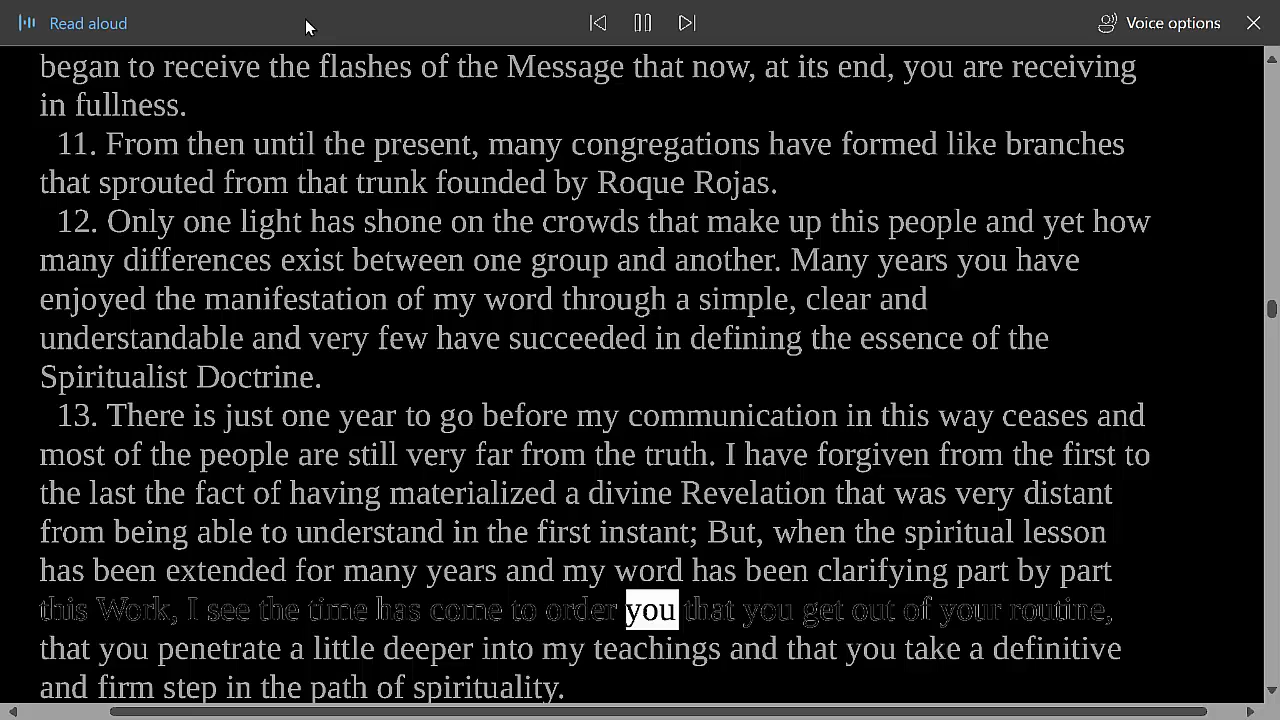 Read aloud
Voice options
began to receive the flashes of the Message that now, at its end, you are receiving
in fullness.
11. From then until the present, many congregations have formed like branches
that sprouted from that trunk founded by Roque Rojas.
12. Only one light has shone on the crowds that make up this people and yet how
many differences exist between one group and another. Many years you have
enjoyed the manifestation of my word through a simple, clear and
understandable and very few have succeeded in defining the essence of the
Spiritualist Doctrine.
13. There is just one year to go before my communication in this way ceases and
most of the people are still very far from the truth. I have forgiven from the first to
the last the fact of having materialized a divine Revelation that was very distant
from being able to understand in the first instant; But, when the spiritual lesson
has been extended for many years and my word has been clarifying part by part
this Work, I see the time has come to order you that you get out of your routine,
that you penetrate a little deeper into my teachings and that you take a definitive
and firm step in the path of spirituality.